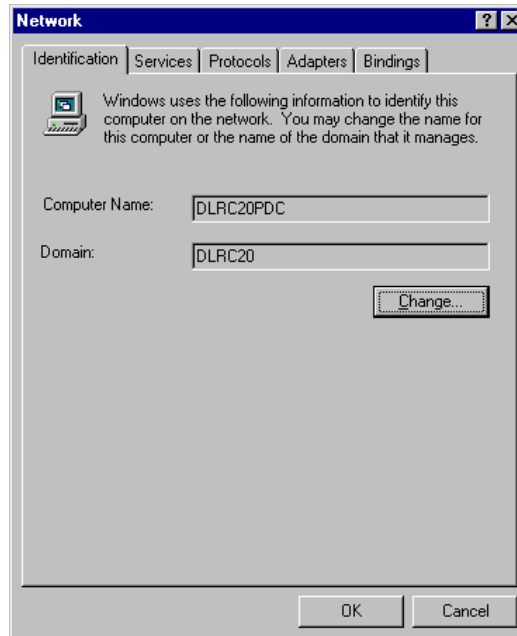 Network
Identification Services Protocols Adapters Bindings
Windows uses the following information to identify this
computer on the network. You may change the name for
this computer or the name of the domain that it manages.
Computer Name: DLRC20PDC
Domain: DLRC20
Change...
OK Cancel